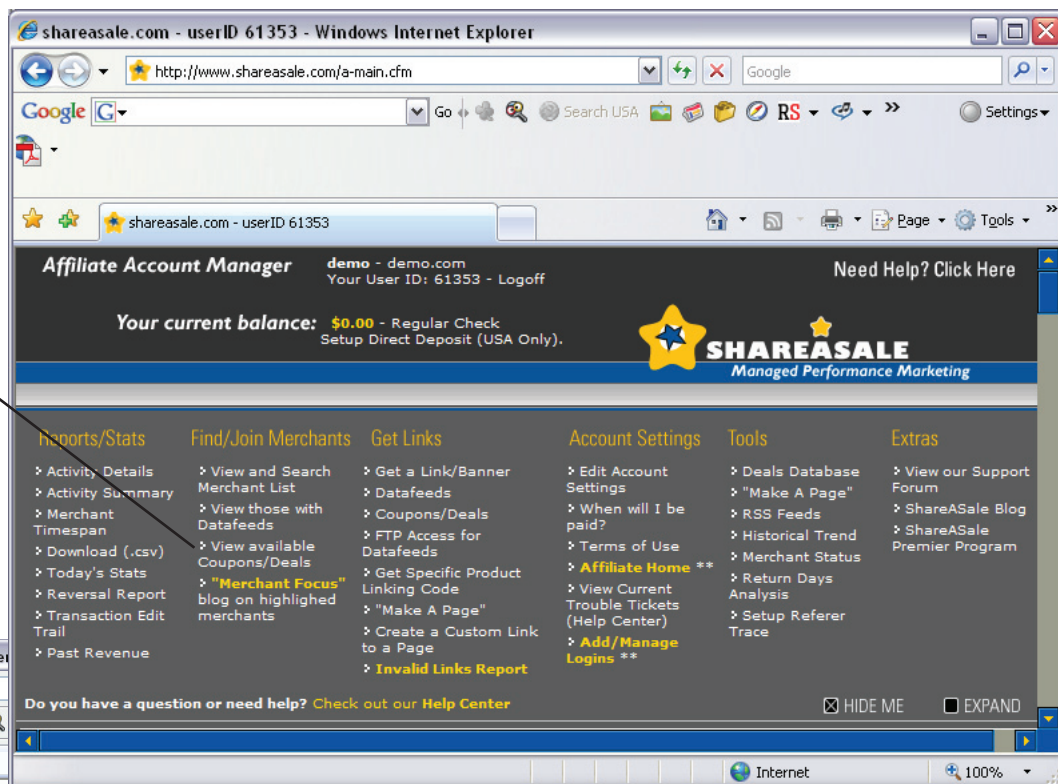 shareasale.com - userID 61353 - Windows Internet Explorer
http://www.shareasale.com/a-main.cfm
Google
Google G
Go
Search USA
RS
Settings
shareasale.com - userID 61353
Page
Tools
Affiliate Account Manager
demo - demo.com
Your User ID: 61353 - Logoff
Need Help? Click Here
Your current balance:
$0.00 - Regular Check
Setup Direct Deposit (USA Only).
SHAREASALE
Managed Performance Marketing
Reports/Stats
Activity Details
Activity Summary
Merchant
Timespan
Download (.csv)
Today's Stats
Reversal Report
Transaction Edit
Trail
Past Revenue
Find/Join Merchants
View and Search
Merchant List
View those with
Datafeeds
View available
Coupons/Deals
"Merchant Focus"
blog on highlighed
merchants
Get Links
Get a Link/Banner
Datafeeds
Coupons/Deals
FTP Access for
Datafeeds
Get Specific Product
Linking Code
"Make A Page"
Create a Custom Link
to a Page
Invalid Links Report
Account Settings
Edit Account
Settings
When will I be
paid?
Terms of Use
Affiliate Home **
View Current
Trouble Tickets
(Help Center)
Add/Manage
Logins **
Tools
Deals Database
"Make A Page"
RSS Feeds
Historical Trend
Merchant Status
Return Days
Analysis
Setup Referer
Trace
Extras
View our Support
Forum
ShareASale Blog
ShareASale
Premier Program
Do you have a question or need help? Check out our Help Center
HIDE ME
EXPAND
Internet
100%